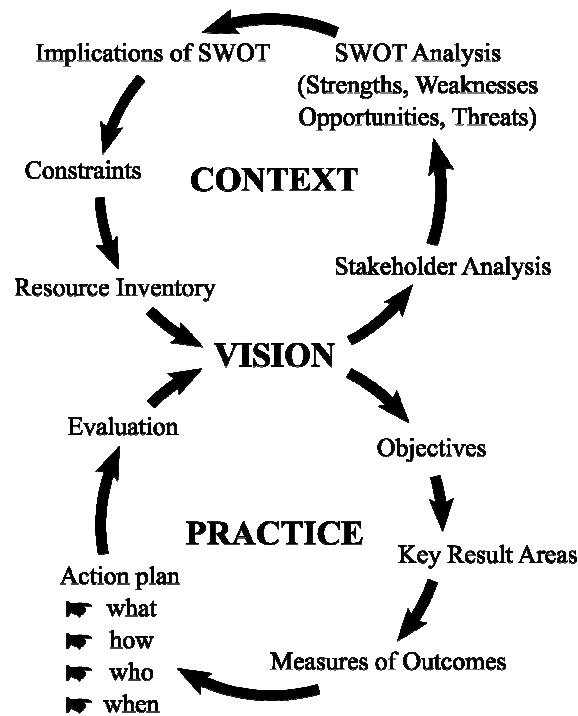 Implications of SWOT
SWOT Analysis
(Strengths, Weaknesses
Opportunities, Threats)
Constraints
CONTEXT
Stakeholder Analysis
Resource Inventory
VISION
Evaluation
Objectives
PRACTICE
Key Result Areas
Action plan
what
how
who
when
Measures of Outcomes